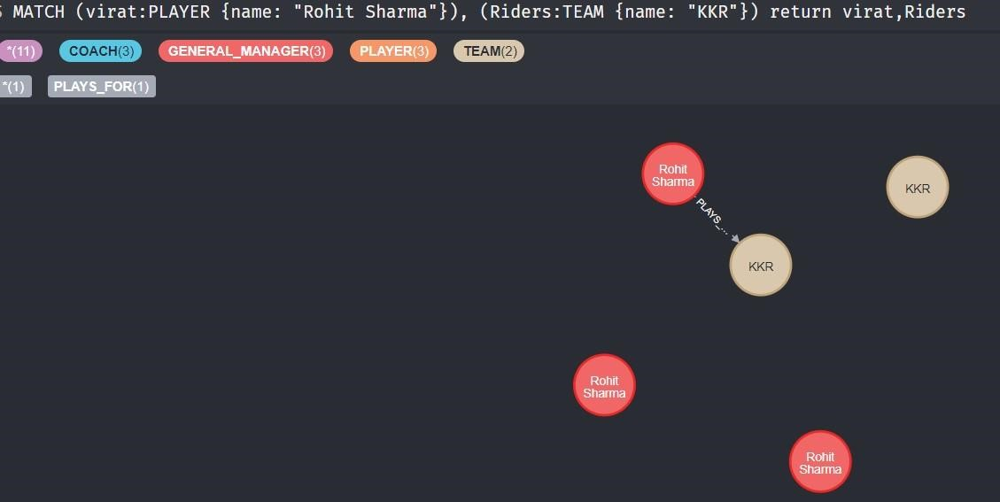 MATCH (virat:PLAYER {name: "Rohit Sharma"}), (Riders:TEAM {name: "KKR"}) return virat,Riders
*(11) COACH(3) GENERAL_MANAGER(3) PLAYER(3) TEAM(2)
*(1) PLAYS_FOR(1)
Rohit
Sharma
KKR
PLAYS_...
KKR
Rohit
Sharma
Rohit
Sharma